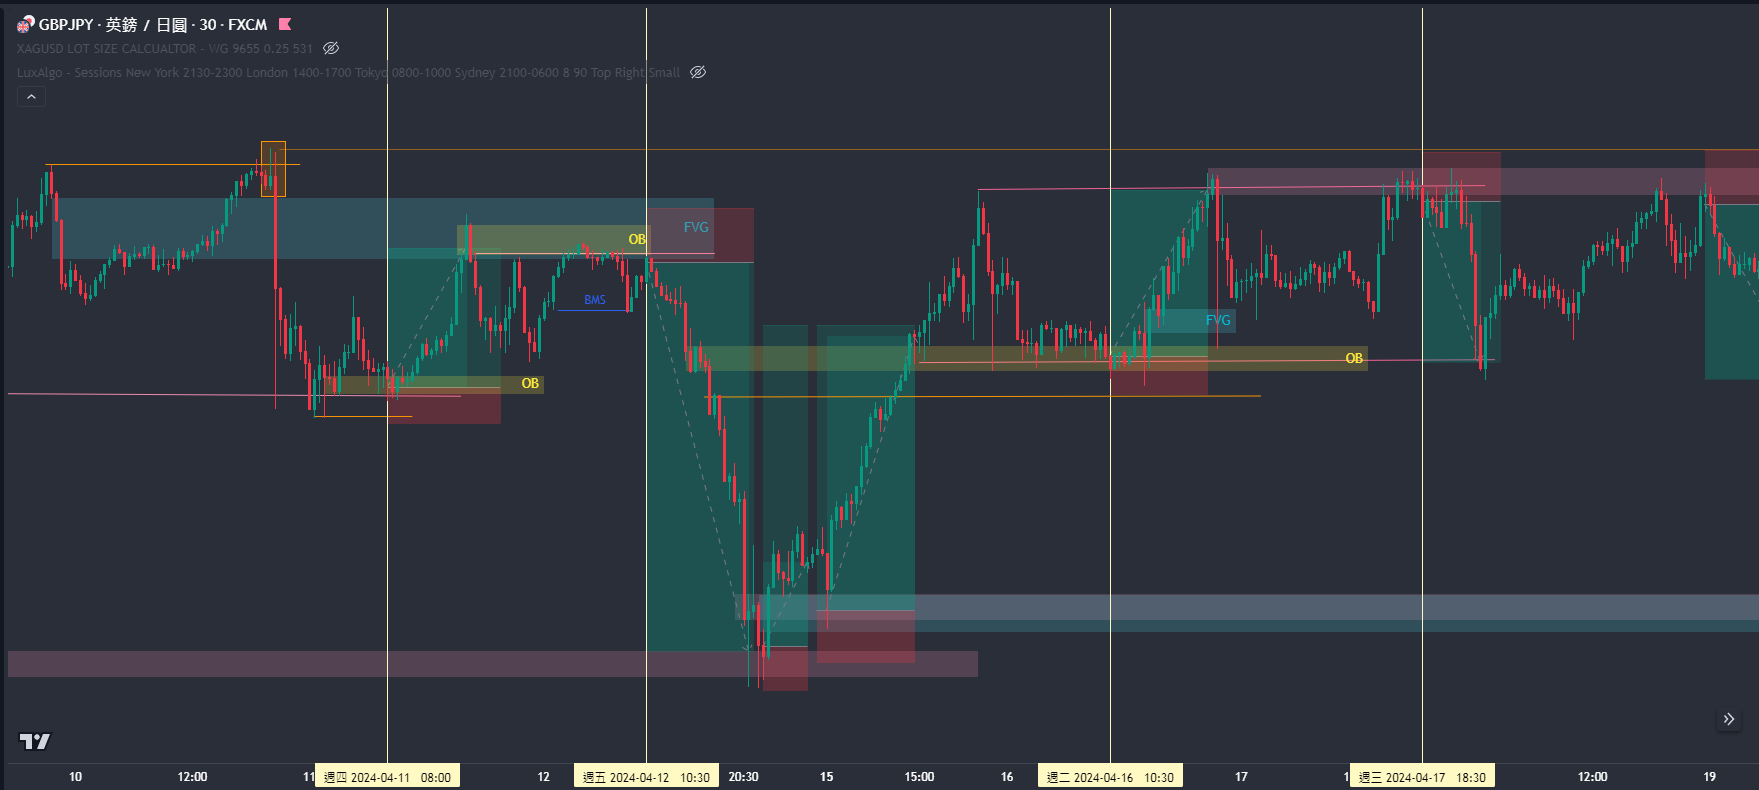 GBPJPY · 英鎊 / 日圓 · 30 · FXCM
XAGUSD LOT SIZE CALCUALTOR - WG 9655 0.25 531
LuxAlgo - Sessions New York 2130-2300 London 1400-1700 Tokyo 0800-1000 Sydney 2100-0600 8 90 Top Right Small
FVG
OB
BMS
FVG
OB
OB
10 12:00 11 週四 2024-04-11 08:00 12 週五 2024-04-12 10:30 20:30 15 15:00 16 週二 2024-04-16 10:30 17 1 週三 2024-04-17 18:30 12:00 19